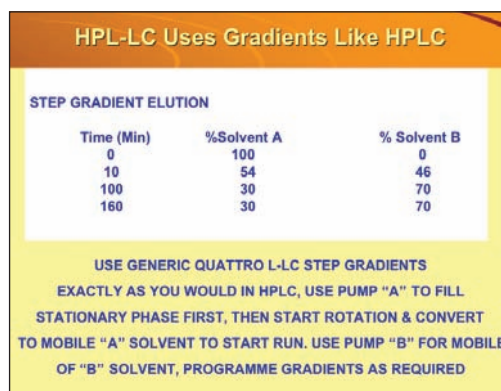 HPL-LC Uses Gradients Like HPLC
STEP GRADIENT ELUTION
Time (Min) %Solvent A % Solvent B
0 100 0
10 54 46
100 30 70
160 30 70
USE GENERIC QUATTRO L-LC STEP GRADIENTS
EXACTLY AS YOU WOULD IN HPLC, USE PUMP “A” TO FILL
STATIONARY PHASE FIRST, THEN START ROTATION & CONVERT
TO MOBILE “A” SOLVENT TO START RUN. USE PUMP “B” FOR MOBILE
OF “B” SOLVENT, PROGRAMME GRADIENTS AS REQUIRED